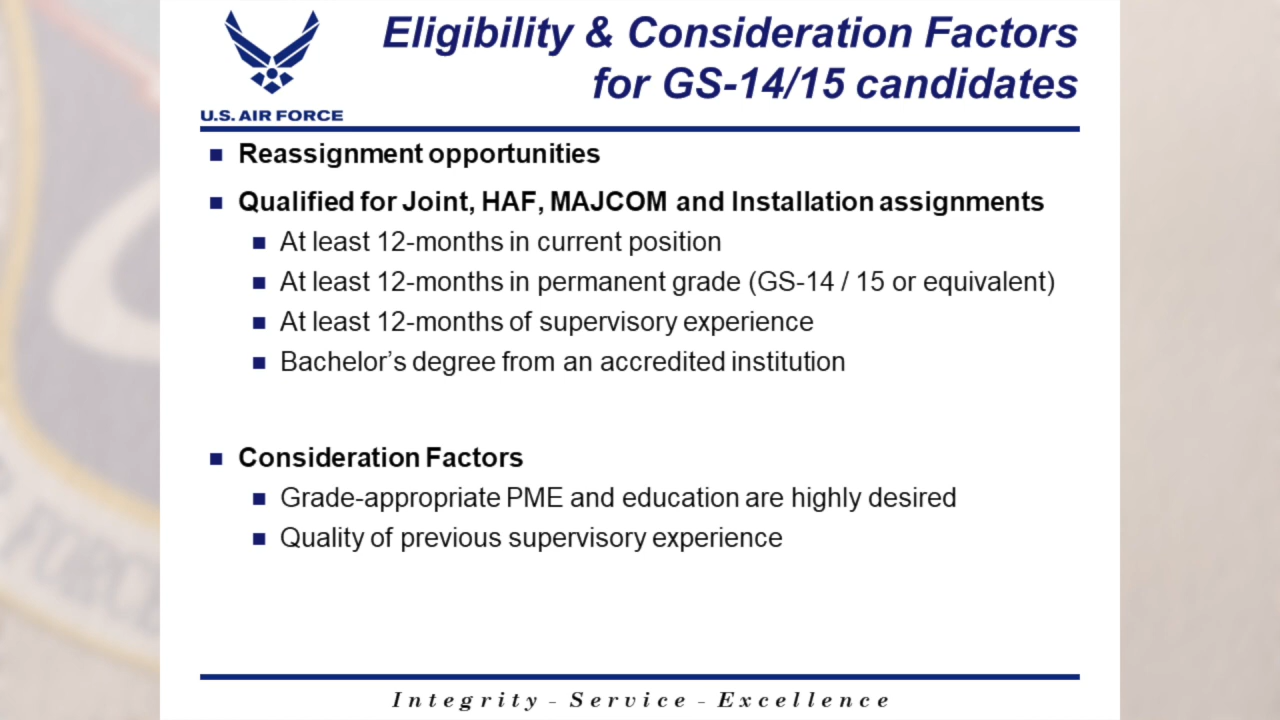 Eligibility & Consideration Factors
for GS-14/15 candidates
U.S. AIR FORCE
Reassignment opportunities
Qualified for Joint, HAF, MAJCOM and Installation assignments
At least 12-months in current position
At least 12-months in permanent grade (GS-14 / 15 or equivalent)
At least 12-months of supervisory experience
Bachelor’s degree from an accredited institution
Consideration Factors
Grade-appropriate PME and education are highly desired
Quality of previous supervisory experience
Integrity - Service - Excellence
FORCE